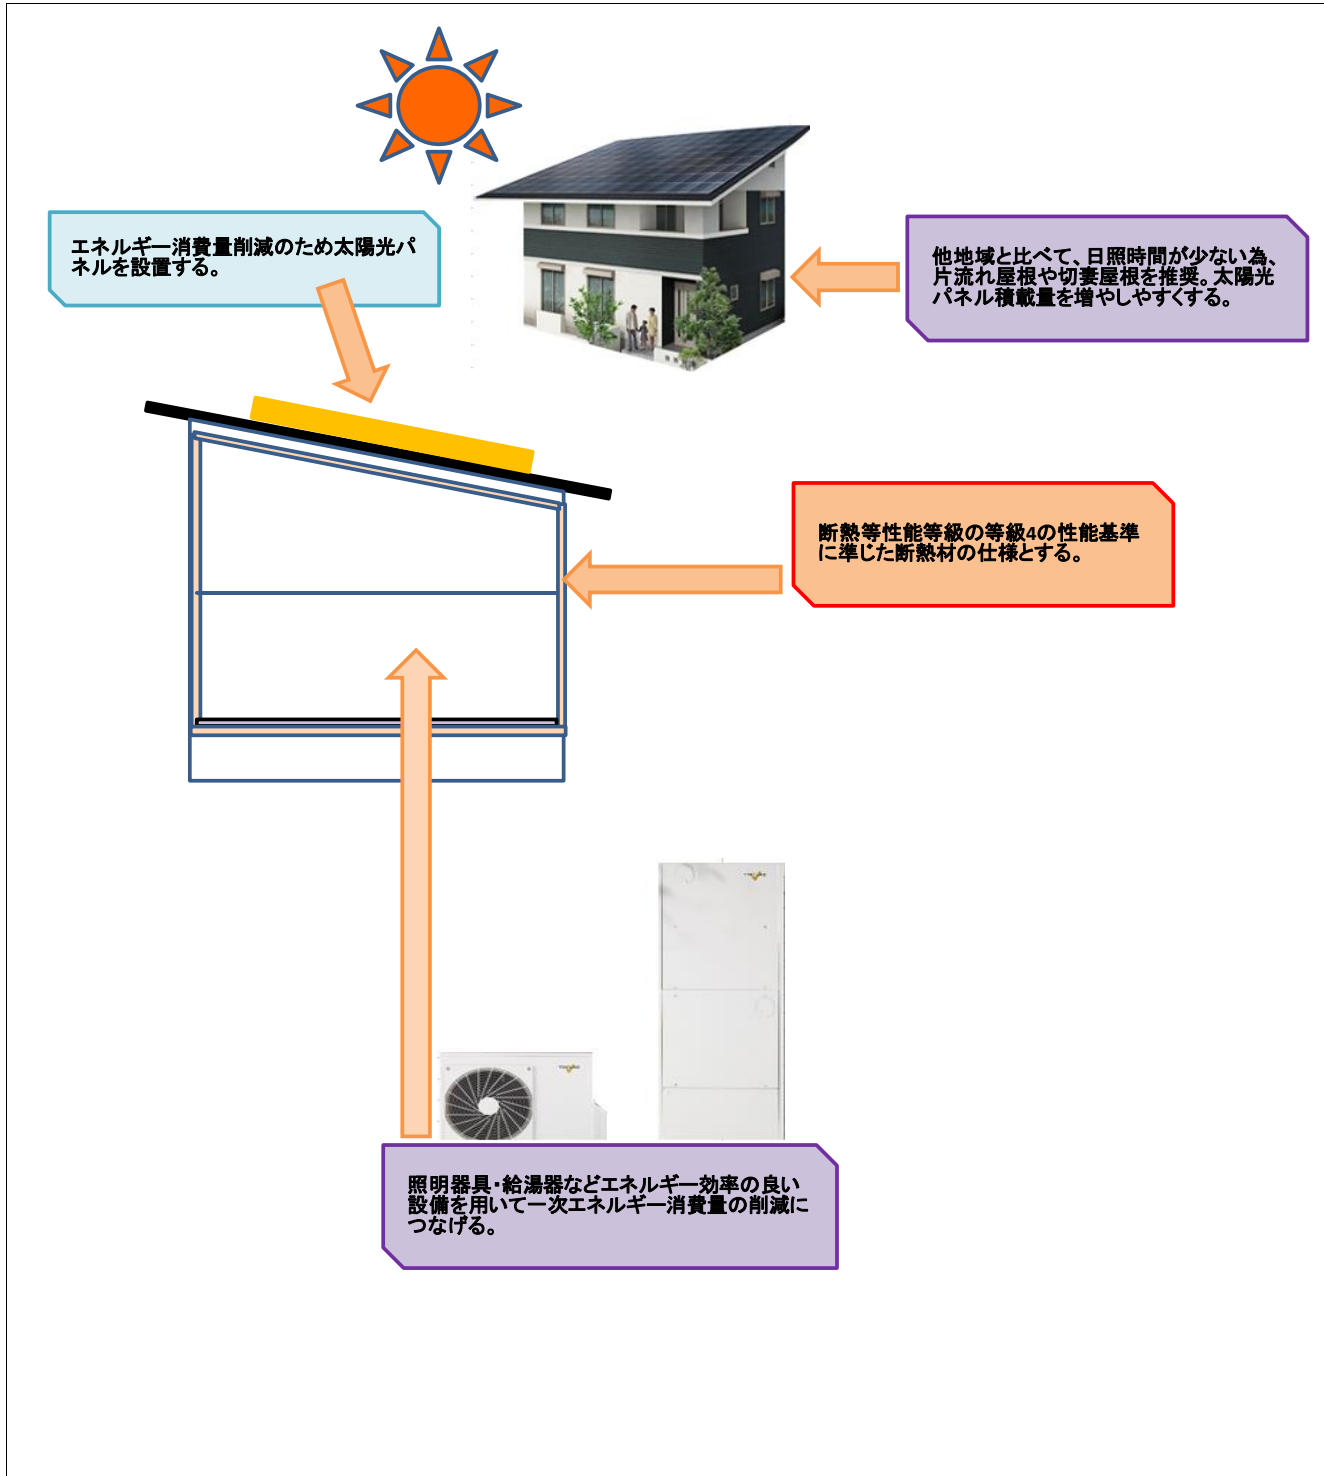 エネルギー消費量削減のため太陽光パ
ネルを設置する。
他地域と比べて、日照時間が少ない為、
片流れ屋根や切妻屋根を推奨。太陽光
パネル積載量を増やしやすくする。
断熱等性能等級の等級4の性能基準
に準じた断熱材の仕様とする。
照明器具・給湯器などエネルギー効率の良い
設備を用いて一次エネルギー消費量の削減に
つなげる。